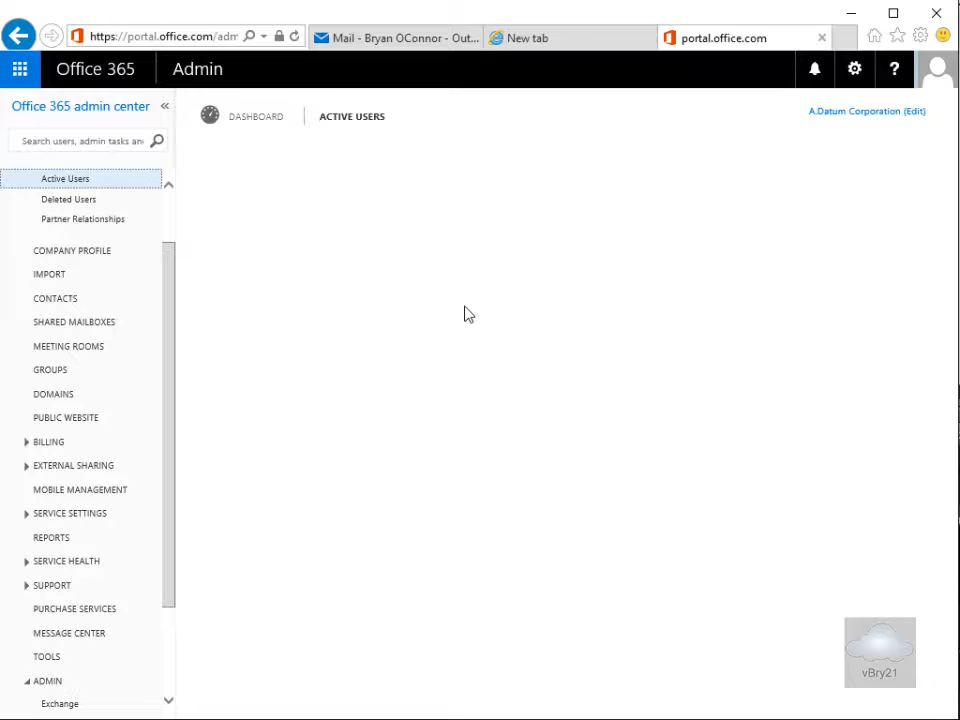 https://portal.office.com/adm
Mail - Bryan OConnor - Out...
New tab
portal.office.com
Office 365
Admin
?
Office 365 admin center «
Search users, admin tasks an
DASHBOARD
ACTIVE USERS
A.Datum Corporation (Edit)
Active Users
Deleted Users
Partner Relationships
COMPANY PROFILE
IMPORT
CONTACTS
SHARED MAILBOXES
MEETING ROOMS
GROUPS
DOMAINS
PUBLIC WEBSITE
BILLING
EXTERNAL SHARING
MOBILE MANAGEMENT
SERVICE SETTINGS
REPORTS
SERVICE HEALTH
SUPPORT
PURCHASE SERVICES
MESSAGE CENTER
TOOLS
ADMIN
Exchange
vBry21